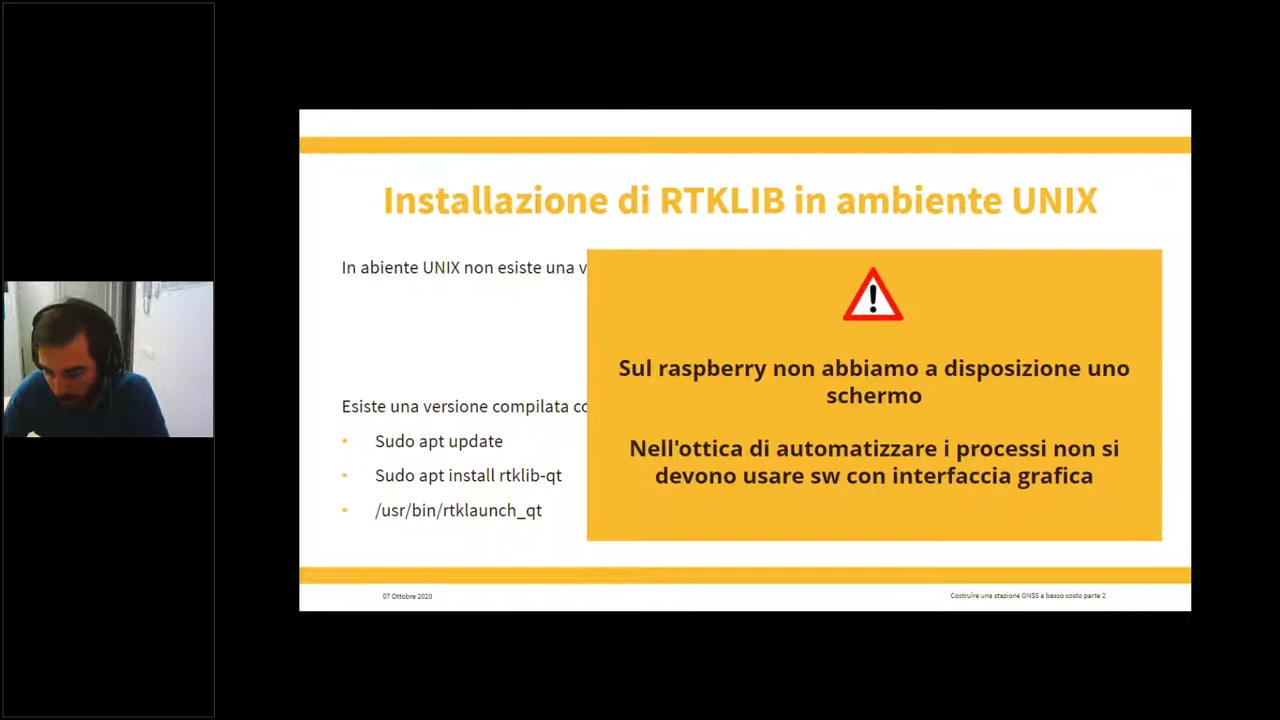 Installazione di RTKLIB in ambiente UNIX
In abiente UNIX non esiste una v
Esiste una versione compilata co
Sudo apt update
Sudo apt install rtklib-qt
/usr/bin/rtklaunch_qt
Sul raspberry non abbiamo a disposizione uno
schermo
Nell'ottica di automatizzare i processi non si
devono usare sw con interfaccia grafica
07 Ottobre 2020
Costruire una stazione GNSS a basso costo parte 2